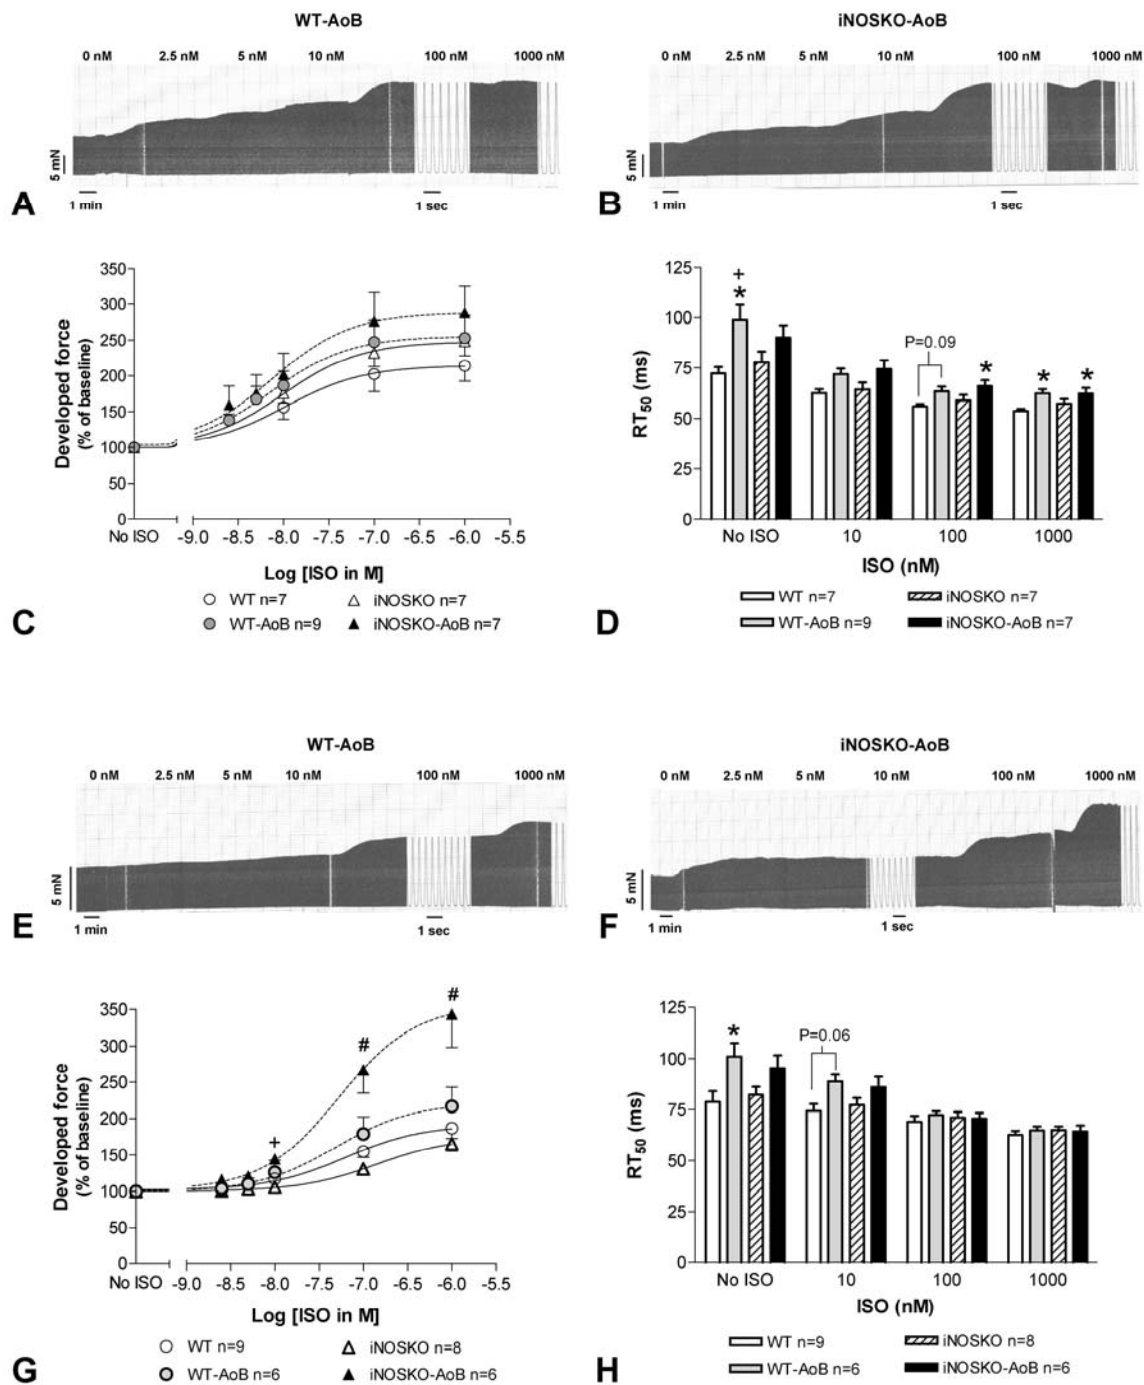 WT-AoB
0 nM 2.5 nM 5 nM 10 nM 100 nM 1000 nM
5 mN
A
1 min
1 sec
iNOSKO-AoB
0 nM 2.5 nM 5 nM 10 nM 100 nM 1000 nM
5 mN
B
1 min
1 sec
Developed force
(% of baseline)
350
300
250
200
150
100
50
0
No ISO -9.0 -8.5 -8.0 -7.5 -7.0 -6.5 -6.0 -5.5
Log [ISO in M]
WT n=7
iNOSKO n=7
WT-AoB n=9
iNOSKO-AoB n=7
C
RT50 (ms)
125
100
75
50
25
0
+
*
P=0.09
*
*
*
No ISO 10 100 1000
ISO (nM)
WT n=7
iNOSKO n=7
WT-AoB n=9
iNOSKO-AoB n=7
D
WT-AoB
0 nM 2.5 nM 5 nM 10 nM 100 nM 1000 nM
5 mN
E
1 min
1 sec
iNOSKO-AoB
0 nM 2.5 nM 5 nM 10 nM 100 nM 1000 nM
5 mN
F
1 min
1 sec
Developed force
(% of baseline)
350
300
250
200
150
100
50
0
+
#
#
No ISO -9.0 -8.5 -8.0 -7.5 -7.0 -6.5 -6.0 -5.5
Log [ISO in M]
WT n=9
iNOSKO n=8
WT-AoB n=6
iNOSKO-AoB n=6
G
RT50 (ms)
125
100
75
50
25
0
*
P=0.06
No ISO 10 100 1000
ISO (nM)
WT n=9
iNOSKO n=8
WT-AoB n=6
iNOSKO-AoB n=6
H